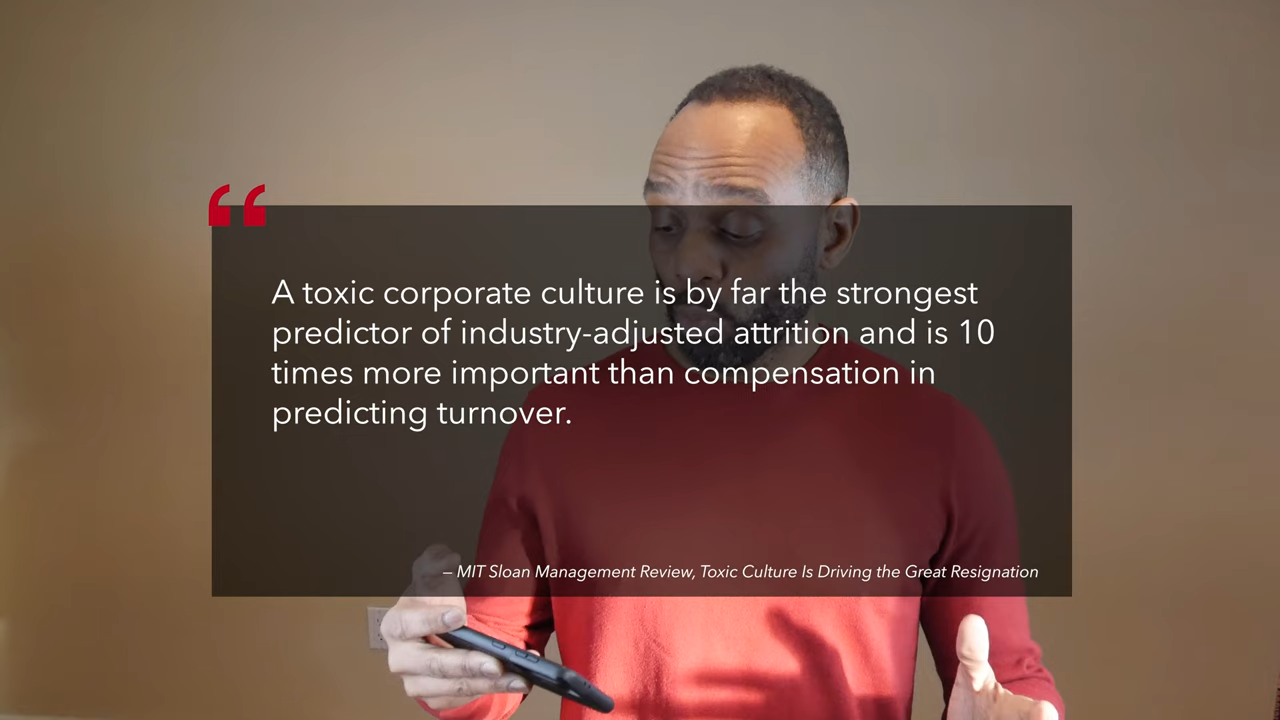 “
A toxic corporate culture is by far the strongest
predictor of industry-adjusted attrition and is 10
times more important than compensation in
predicting turnover.
– MIT Sloan Management Review, Toxic Culture Is Driving the Great Resignation